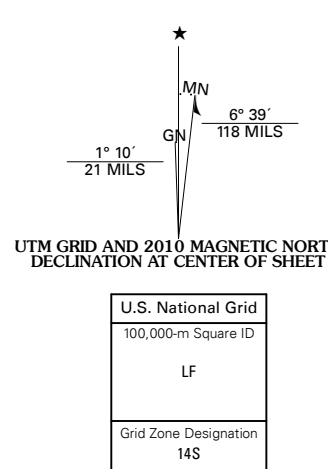 ★
MN
GN
6° 39´
118 MILS
1° 10´
21 MILS
UTM GRID AND 2010 MAGNETIC NORT
DECLINATION AT CENTER OF SHEET
U.S. National Grid
100,000-m Square ID
LF
Grid Zone Designation
14S